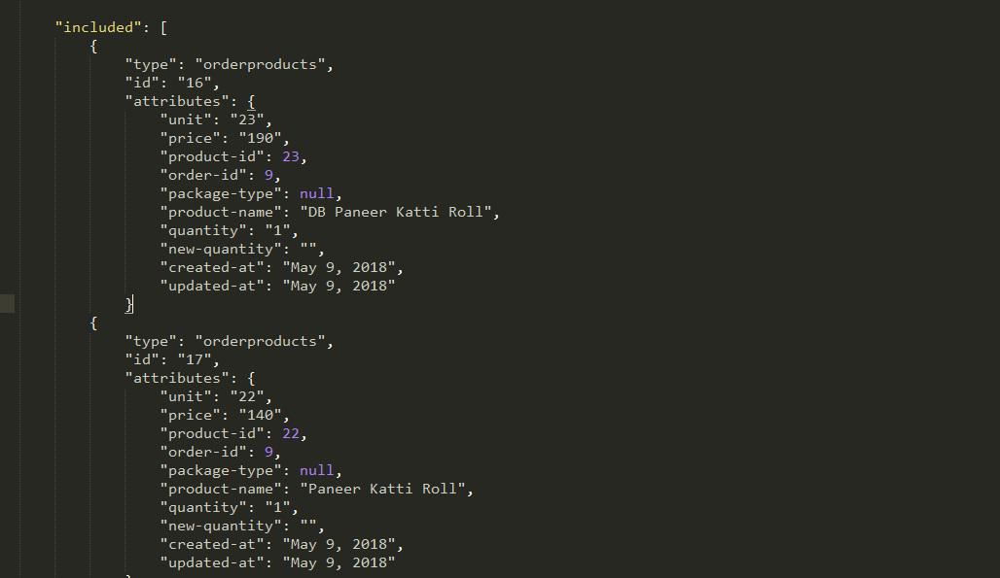 "included": [
{
"type": "orderproducts",
"id": "16",
"attributes": {
"unit": "23",
"price": "190",
"product-id": 23,
"order-id": 9,
"package-type": null,
"product-name": "DB Paneer Katti Roll",
"quantity": "1",
"new-quantity": "",
"created-at": "May 9, 2018",
"updated-at": "May 9, 2018"
}
{
"type": "orderproducts",
"id": "17",
"attributes": {
"unit": "22",
"price": "140",
"product-id": 22,
"order-id": 9,
"package-type": null,
"product-name": "Paneer Katti Roll",
"quantity": "1",
"new-quantity": "",
"created-at": "May 9, 2018",
"updated-at": "May 9, 2018"